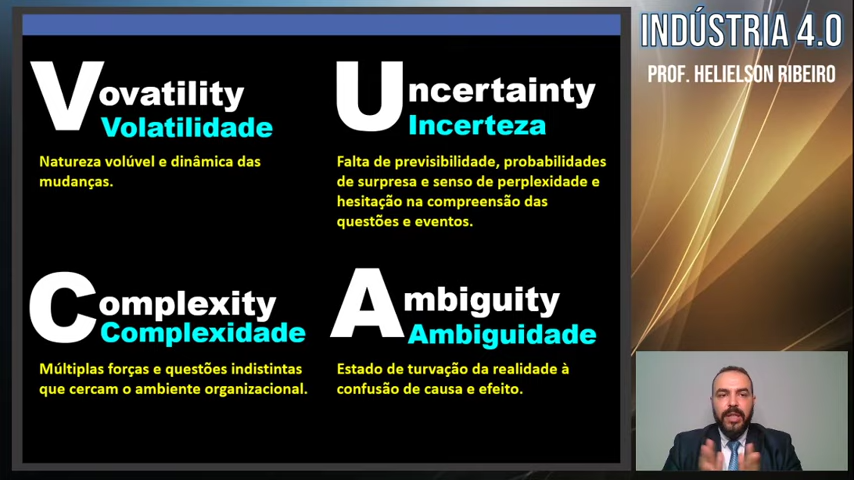 INDÚSTRIA 4.0
PROF. HELIELSON RIBEIRO
Vovatility
Volatilidade
Natureza volúvel e dinâmica das
mudanças.
Uncertainty
Incerteza
Falta de previsibilidade, probabilidades
de surpresa e senso de perplexidade e
hesitação na compreensão das
questões e eventos.
Complexity
Complexidade
Múltiplas forças e questões indistintas
que cercam o ambiente organizacional.
Ambiguity
Ambiguidade
Estado de turvação da realidade à
confusão de causa e efeito.